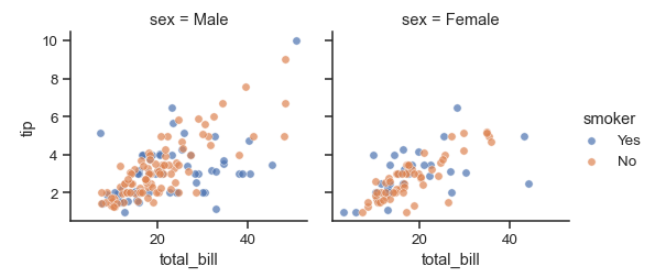 sex = Male
sex = Female
10
8
6
4
2
tip
20
40
total_bill
20
40
total_bill
smoker
Yes
No